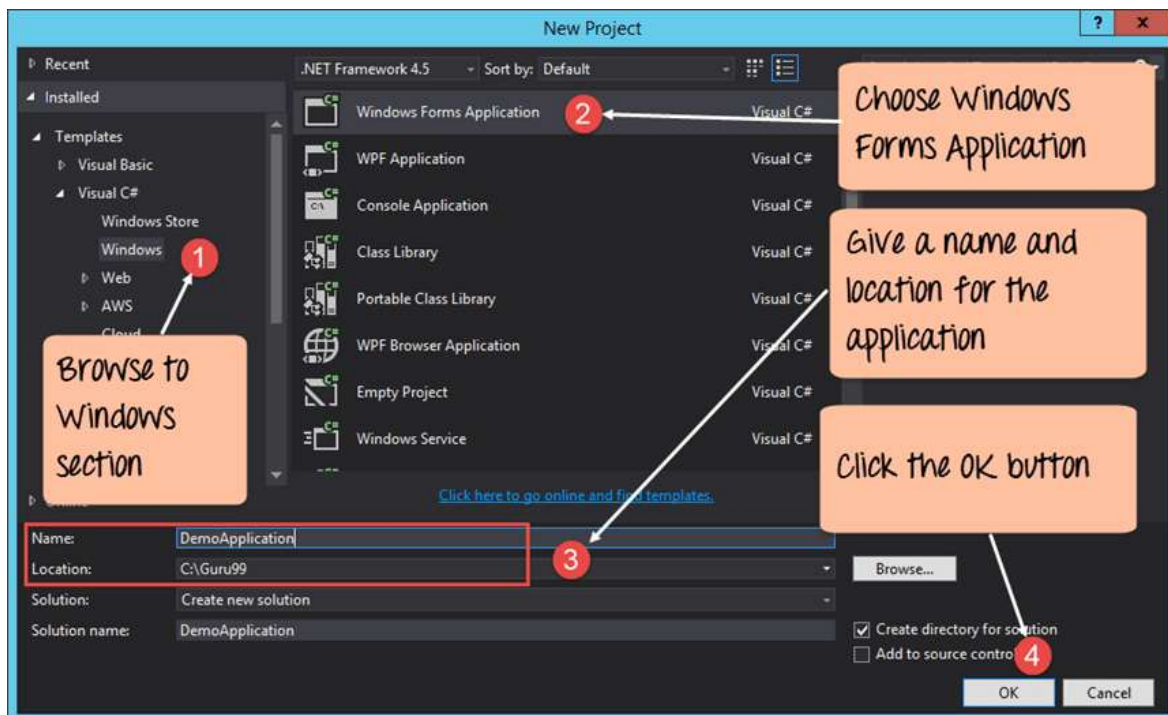 New Project
? x
Recent
.NET Framework 4.5 Sort by: Default
Installed
Templates
Visual Basic
Visual C#
Windows Store
Windows
Web
AWS
Cloud
Windows Forms Application Visual C#
WPF Application Visual C#
Console Application Visual C#
Class Library Visual C#
Portable Class Library Visual C#
WPF Browser Application Visual C#
Empty Project Visual C#
Windows Service Visual C#
Click here to go online and find templates.
1
Browse to
Windows
section
2
Choose Windows
Forms Application
3
Give a name and
location for the
application
4
Click the OK button
Name: DemoApplication
Location: C:\Guru99
Browse...
Solution: Create new solution
Solution name: DemoApplication
Create directory for solution
Add to source control
OK Cancel